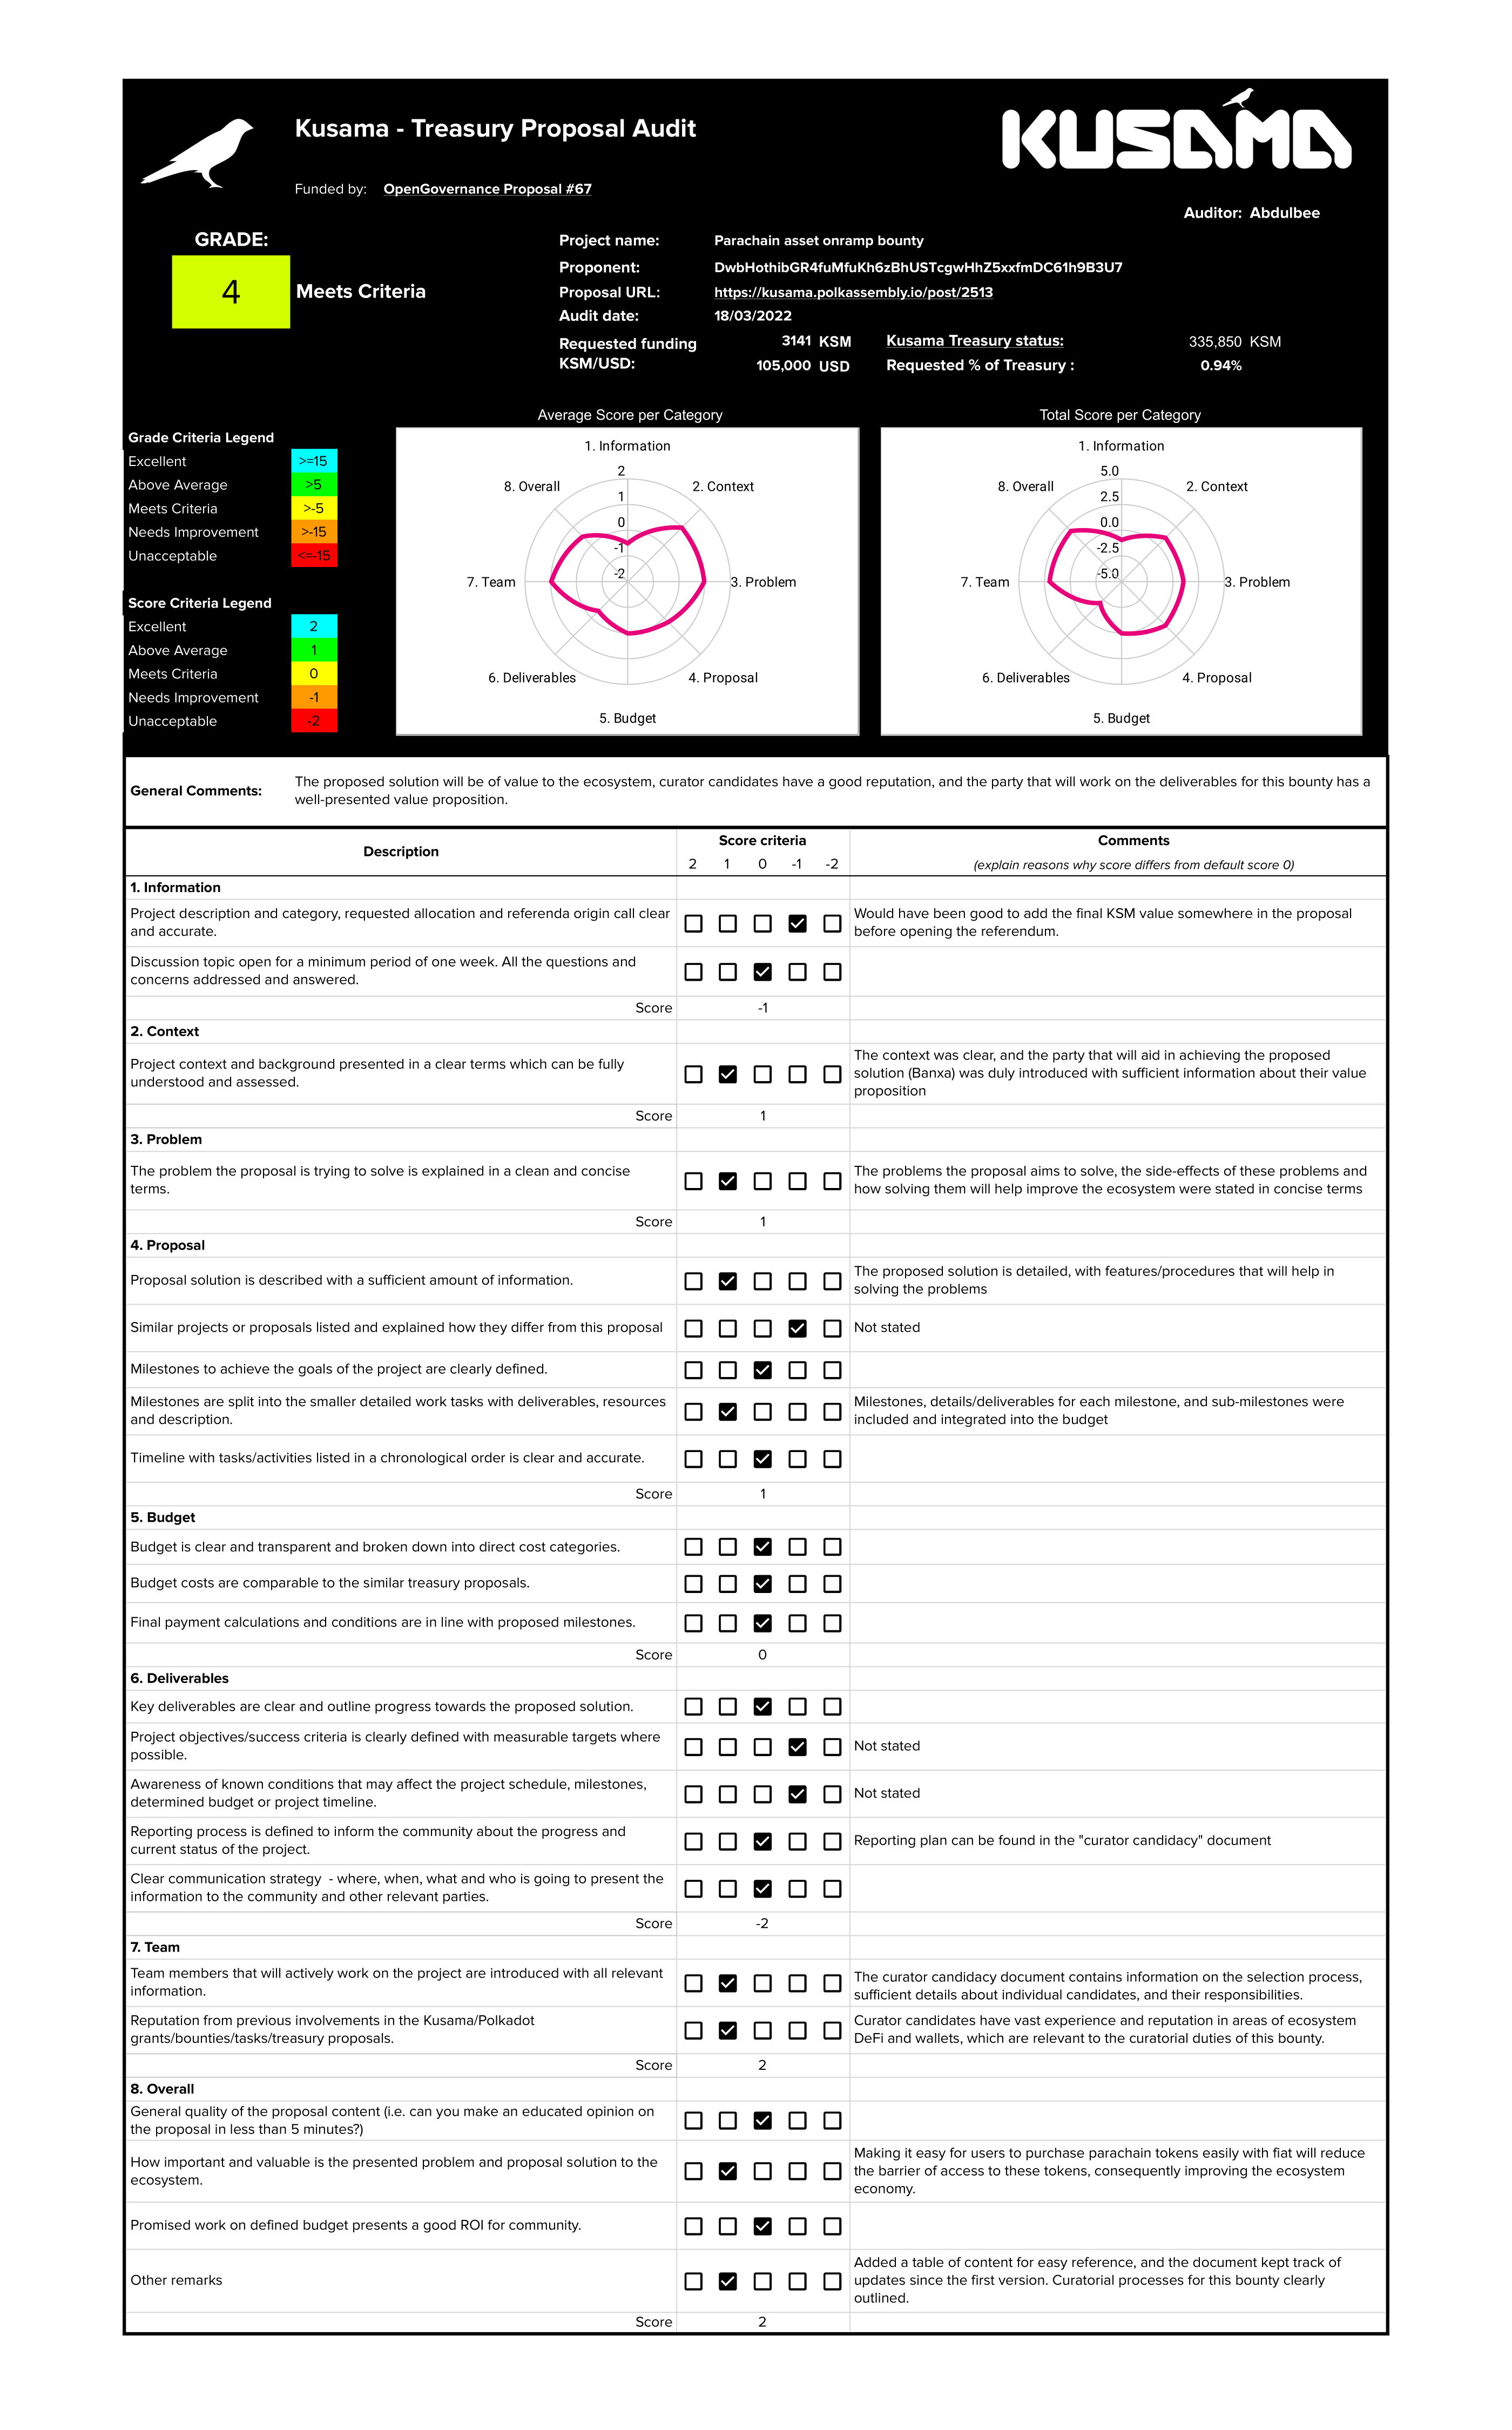 Kusama - Treasury Proposal Audit
KUSAMA
Funded by: OpenGovernance Proposal #67
Auditor: Abdulbee
GRADE:
4
Meets Criteria
Project name: Parachain asset onramp bounty
Proponent: DwbHothibGR4fuMfuKh6zBhUSTcgwHhZ5xxfmDC61h9B3U7
Proposal URL: https://kusama.polkassembly.io/post/2513
Audit date: 18/03/2022
Requested funding KSM/USD:
3141 KSM
105,000 USD
Kusama Treasury status: 335,850 KSM
Requested % of Treasury : 0.94%
Grade Criteria Legend
Excellent >=15
Above Average >5
Meets Criteria >-5
Needs Improvement >-15
Unacceptable <=-15
Score Criteria Legend
Excellent 2
Above Average 1
Meets Criteria 0
Needs Improvement -1
Unacceptable -2
Average Score per Category
1. Information
2. Context
3. Problem
4. Proposal
5. Budget
6. Deliverables
7. Team
8. Overall
2
1
0
-1
-2
Total Score per Category
1. Information
2. Context
3. Problem
4. Proposal
5. Budget
6. Deliverables
7. Team
8. Overall
5.0
2.5
0.0
-2.5
-5.0
General Comments:
The proposed solution will be of value to the ecosystem, curator candidates have a good reputation, and the party that will work on the deliverables for this bounty has a
well-presented value proposition.
Description
Score criteria
2 1 0 -1 -2
Comments
(explain reasons why score differs from default score 0)
1. Information
Project description and category, requested allocation and referenda origin call clear
and accurate.
Would have been good to add the final KSM value somewhere in the proposal
before opening the referendum.
Discussion topic open for a minimum period of one week. All the questions and
concerns addressed and answered.
Score -1
2. Context
Project context and background presented in a clear terms which can be fully
understood and assessed.
The context was clear, and the party that will aid in achieving the proposed
solution (Banxa) was duly introduced with sufficient information about their value
proposition
Score 1
3. Problem
The problem the proposal is trying to solve is explained in a clean and concise
terms.
The problems the proposal aims to solve, the side-effects of these problems and
how solving them will help improve the ecosystem were stated in concise terms
Score 1
4. Proposal
Proposal solution is described with a sufficient amount of information.
The proposed solution is detailed, with features/procedures that will help in
solving the problems
Similar projects or proposals listed and explained how they differ from this proposal
Not stated
Milestones to achieve the goals of the project are clearly defined.
Milestones are split into the smaller detailed work tasks with deliverables, resources
and description.
Milestones, details/deliverables for each milestone, and sub-milestones were
included and integrated into the budget
Timeline with tasks/activities listed in a chronological order is clear and accurate.
Score 1
5. Budget
Budget is clear and transparent and broken down into direct cost categories.
Budget costs are comparable to the similar treasury proposals.
Final payment calculations and conditions are in line with proposed milestones.
Score 0
6. Deliverables
Key deliverables are clear and outline progress towards the proposed solution.
Project objectives/success criteria is clearly defined with measurable targets where
possible.
Not stated
Awareness of known conditions that may affect the project schedule, milestones,
determined budget or project timeline.
Not stated
Reporting process is defined to inform the community about the progress and
current status of the project.
Reporting plan can be found in the "curator candidacy" document
Clear communication strategy - where, when, what and who is going to present the
information to the community and other relevant parties.
Score -2
7. Team
Team members that will actively work on the project are introduced with all relevant
information.
The curator candidacy document contains information on the selection process,
sufficient details about individual candidates, and their responsibilities.
Reputation from previous involvements in the Kusama/Polkadot
grants/bounties/tasks/treasury proposals.
Curator candidates have vast experience and reputation in areas of ecosystem
DeFi and wallets, which are relevant to the curatorial duties of this bounty.
Score 2
8. Overall
General quality of the proposal content (i.e. can you make an educated opinion on
the proposal in less than 5 minutes?)
How important and valuable is the presented problem and proposal solution to the
ecosystem.
Making it easy for users to purchase parachain tokens easily with fiat will reduce
the barrier of access to these tokens, consequently improving the ecosystem
economy.
Promised work on defined budget presents a good ROI for community.
Other remarks
Added a table of content for easy reference, and the document kept track of
updates since the first version. Curatorial processes for this bounty clearly
outlined.
Score 2